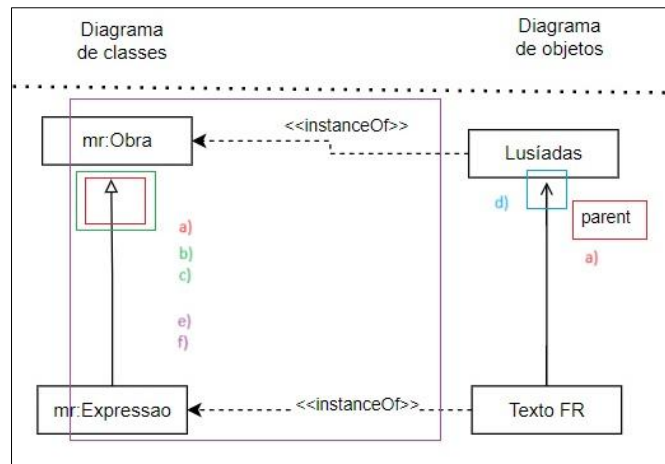 Diagrama
de classes
Diagrama
de objetos
<<instanceOf>>
mr:Obra
Lusíadas
d)
parent
a)
a)
b)
c)
e)
f)
<<instanceOf>>
mr:Expressao
Texto FR